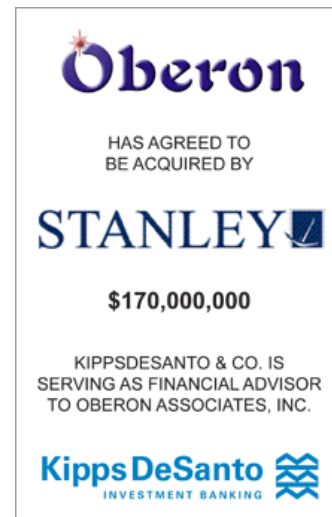 Oberon
HAS AGREED TO
BE ACQUIRED BY
STANLEY
$170,000,000
KIPPSDESANTO & CO. IS
SERVING AS FINANCIAL ADVISOR
TO OBERON ASSOCIATES, INC.
KippsDeSanto
INVESTMENT BANKING